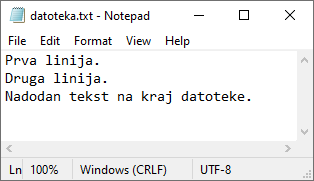 datoteka.txt - Notepad
File Edit Format View Help
Prva linija.
Druga linija.
Nadodan tekst na kraj datoteke.
Ln 100% Windows (CRLF) UTF-8